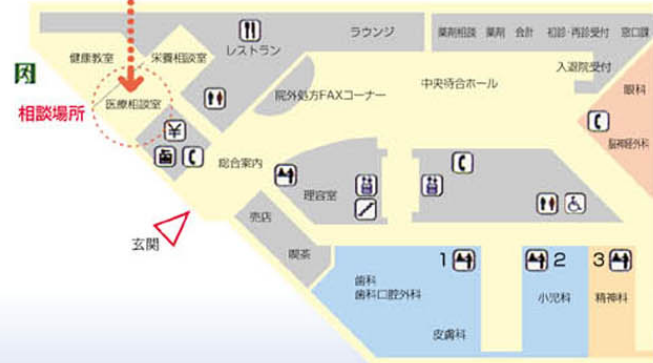 ラウンジ
薬剤相談 薬剤 会計 初診・再診受付 窓口課
レストラン
健康教室 栄養相談室
入退院受付
中央待合ホール
眼科
院外処方FAXコーナー
相談場所
医療相談室
¥
脳神経外科
総合案内
理容室
売店
玄関
喫茶
1
2
3
歯科
歯科口腔外科
小児科
精神科
皮膚科